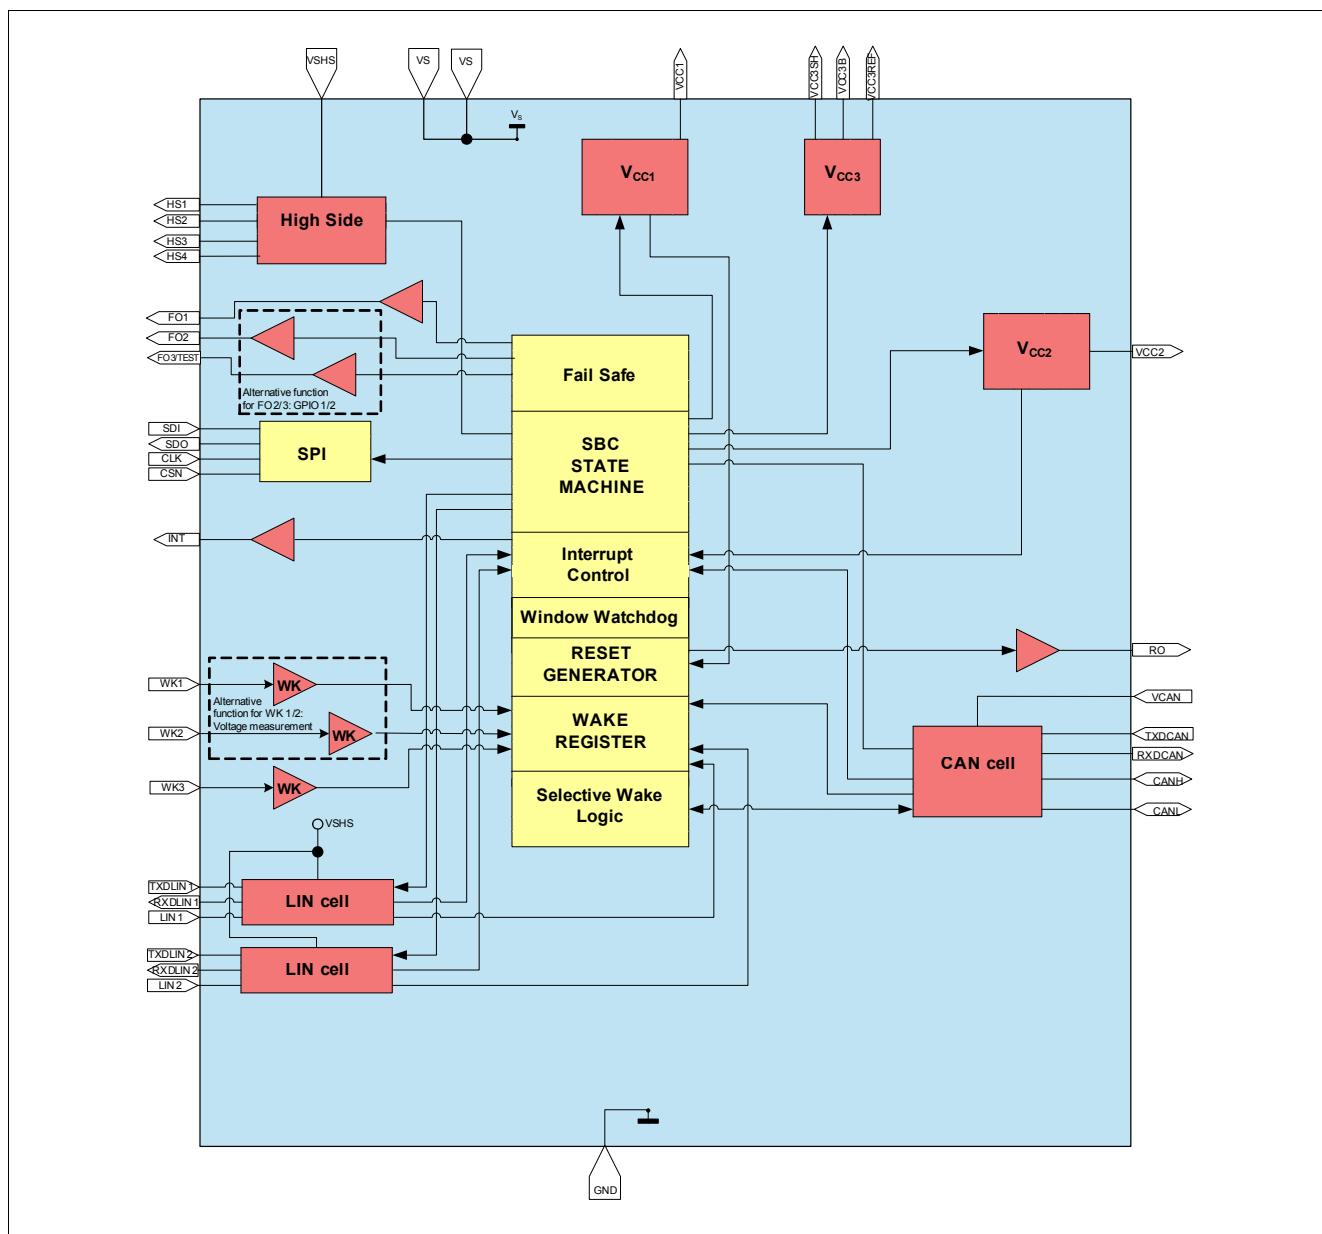 VSHS
VS
VS
VCC1
VCC3SH
VCC3B
VCC3REF
Vs
VCC1
VCC3
HS1
HS2
HS3
HS4
High Side
FO1
FO2
FO3/TEST
Alternative function
for FO2/3: GPIO1/2
Fail Safe
VCC2
VCC2
SDI
SDO
CLK
CSN
SPI
SBC
STATE
MACHINE
INT
Interrupt
Control
Window Watchdog
RESET
GENERATOR
RO
WK1
WK
Alternative
function for WK1/2:
Voltage measurement
WK2
WK
WAKE
REGISTER
VCAN
TXDCAN
RXDCAN
CANH
CANL
CAN cell
WK3
WK
Selective Wake
Logic
VSHS
TXDLIN1
RXDLIN1
LIN1
LIN cell
TXDLIN2
RXDLIN2
LIN2
LIN cell
GND